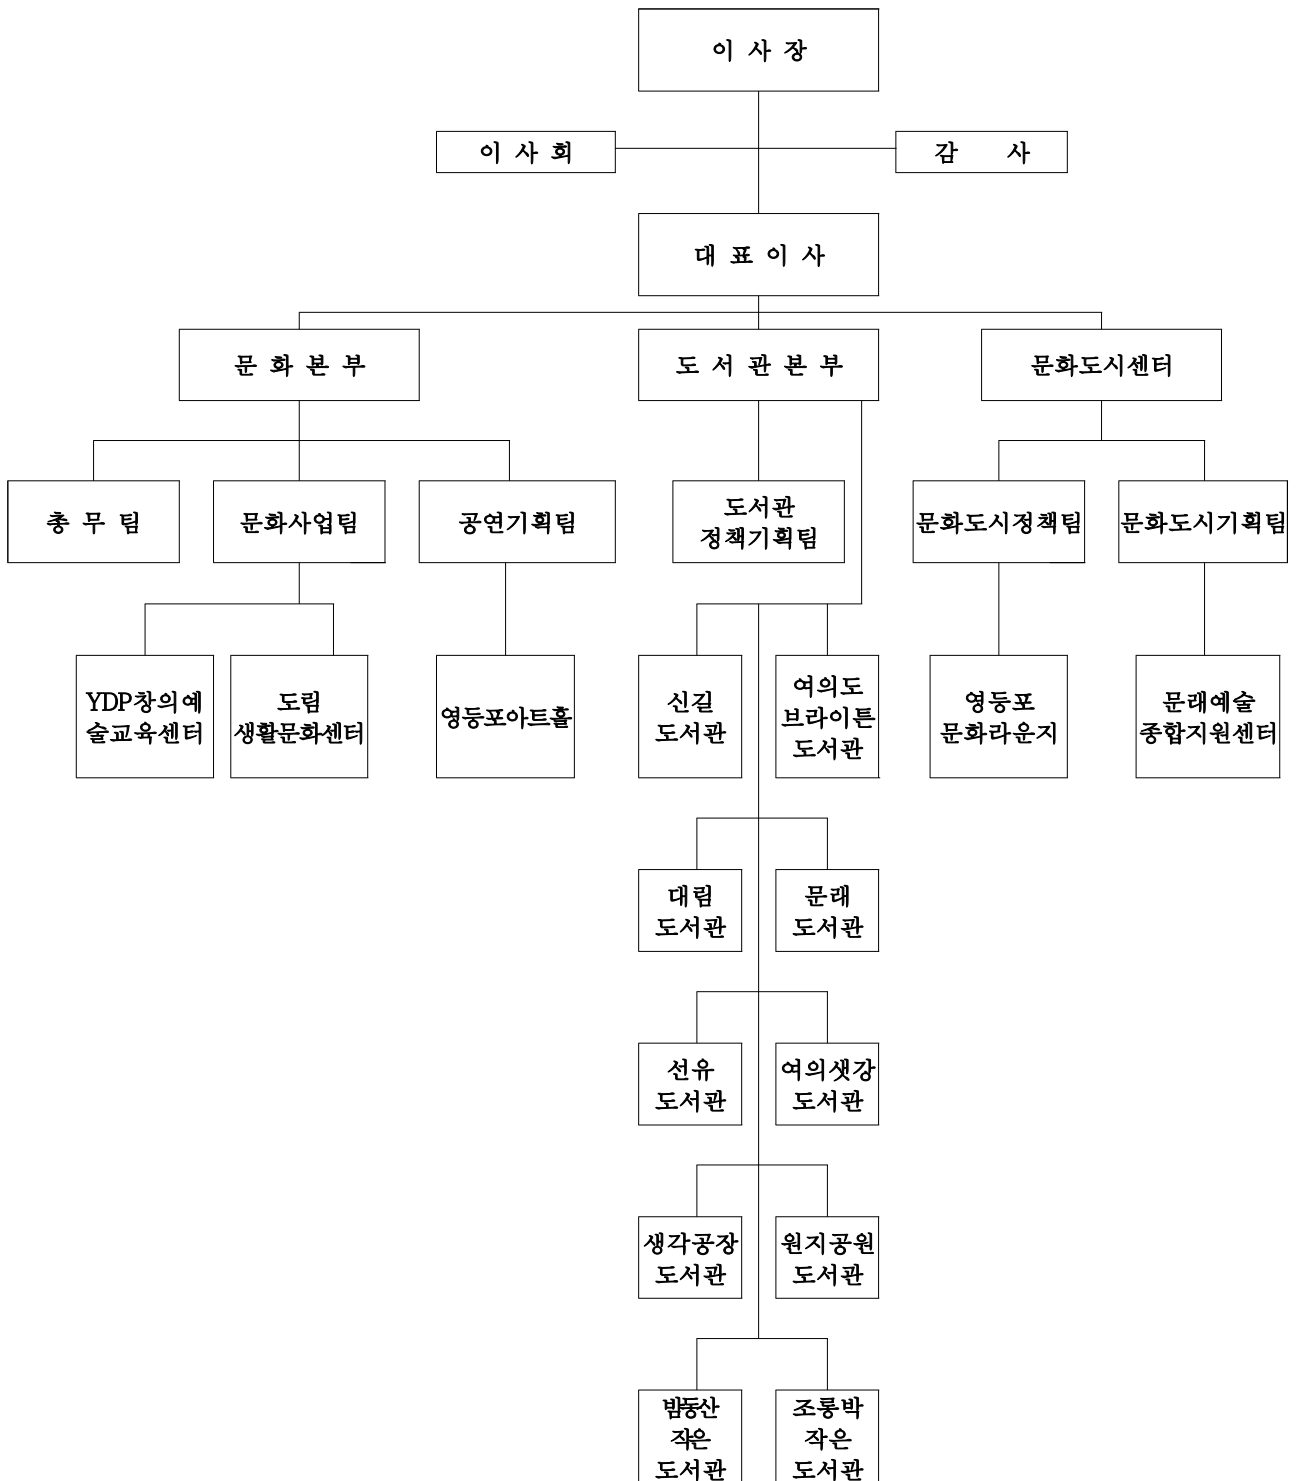 이 사 장
이 사 회
감 사
대 표 이 사
문 화 본 부
도 서 관 본 부
문화도시센터
총 무 팀
문화사업팀
공연기획팀
도서관
정책기획팀
문화도시정책팀
문화도시기획팀
YDP창의예
술교육센터
도림
생활문화센터
영등포아트홀
신길
도서관
여의도
브라이튼
도서관
영등포
문화라운지
문래예술
종합지원센터
대림
도서관
문래
도서관
선유
도서관
여의샛강
도서관
생각공장
도서관
원지공원
도서관
밤동산
작은
도서관
조롱박
작은
도서관